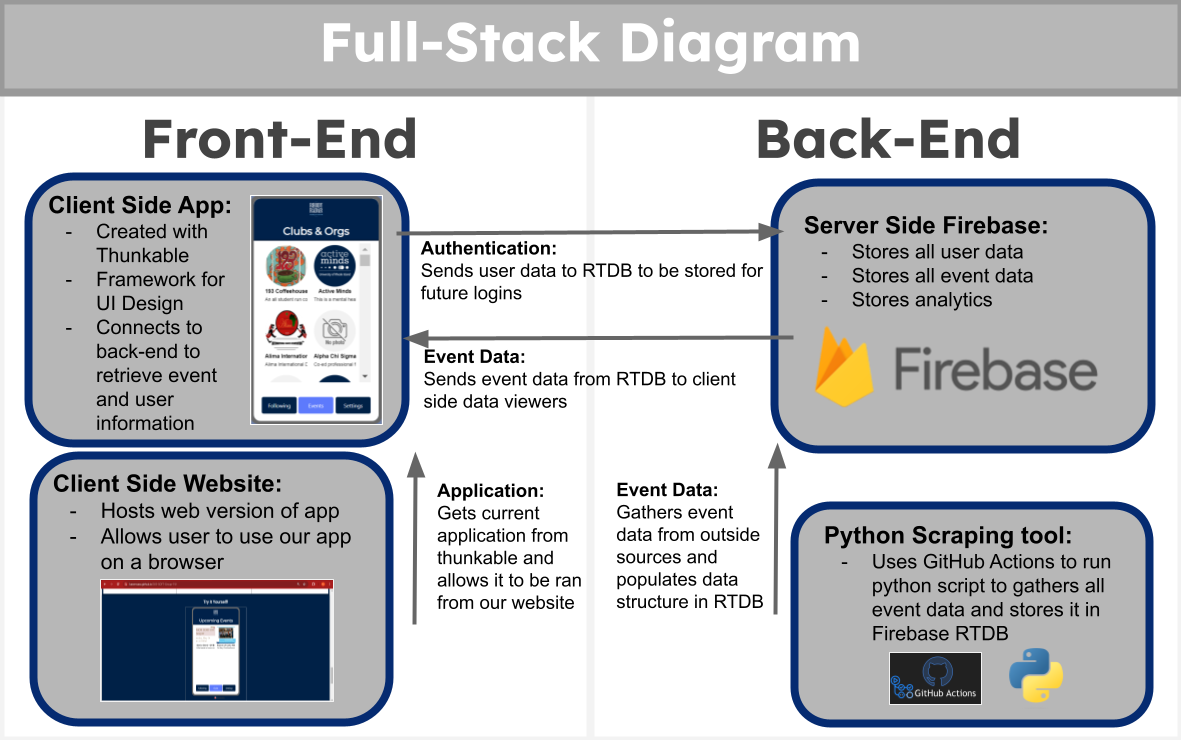 Full-Stack Diagram
Front-End
Back-End
Client Side App:
- Created with
Thunkable
Framework for
UI Design
- Connects to
back-end to
retrieve event
and user
information
Clubs & Orgs
193 Coffeehouse
Active Minds
active
minds
An all student run co
This is a mental hea
No photo
Alima Internation
Alpha Chi Sigma
Alima International C
Co-ed professional f
Following
Events
Settings
Authentication:
Sends user data to RTDB to be stored for
future logins
Event Data:
Sends event data from RTDB to client
side data viewers
Server Side Firebase:
- Stores all user data
- Stores all event data
- Stores analytics
Firebase
Client Side Website:
- Hosts web version of app
- Allows user to use our app
on a browser
Try it Yourself
Upcoming Events
Application:
Gets current
application from
thunkable and
allows it to be ran
from our website
Event Data:
Gathers event
data from outside
sources and
populates data
structure in RTDB
Python Scraping tool:
- Uses GitHub Actions to run
python script to gathers all
event data and stores it in
Firebase RTDB
GitHub Actions